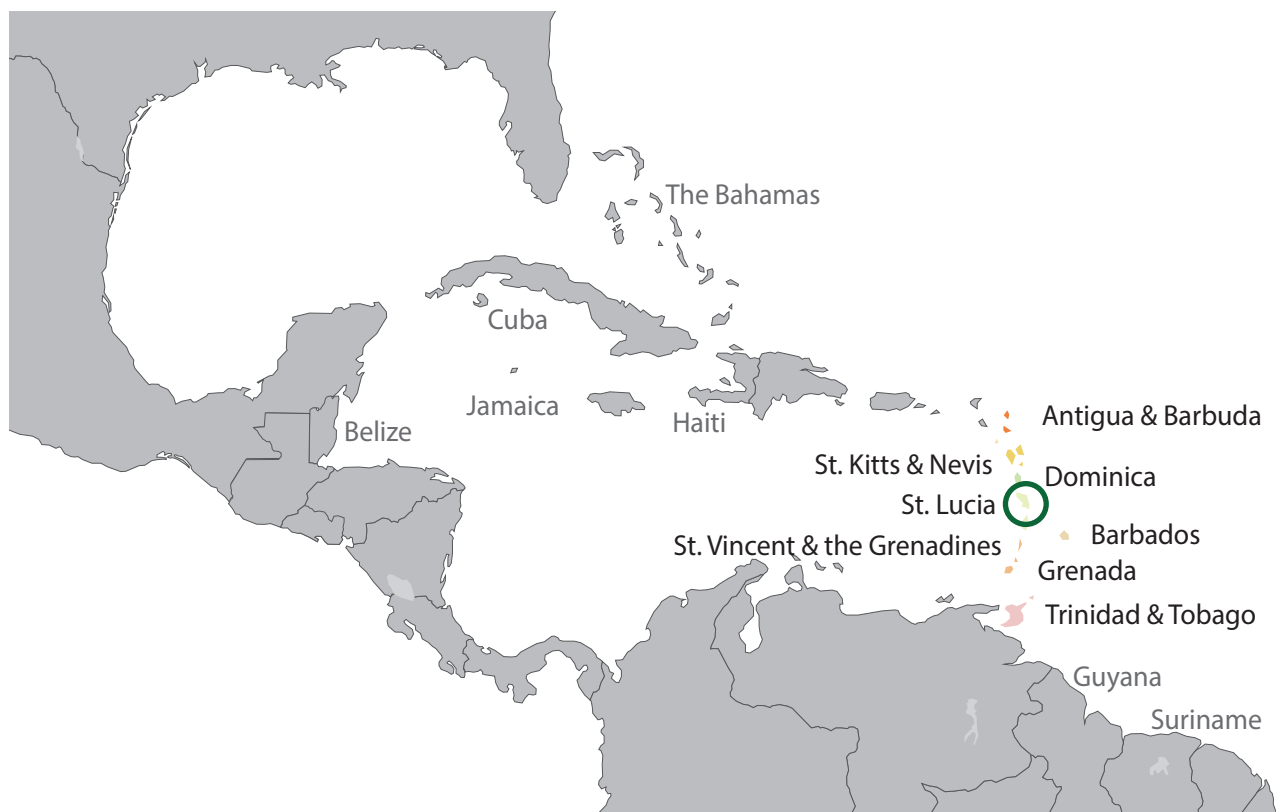 The Bahamas
Cuba
Jamaica
Haiti
Belize
Antigua & Barbuda
St. Kitts & Nevis
Dominica
St. Lucia
Barbados
St. Vincent & the Grenadines
Grenada
Trinidad & Tobago
Guyana
Suriname